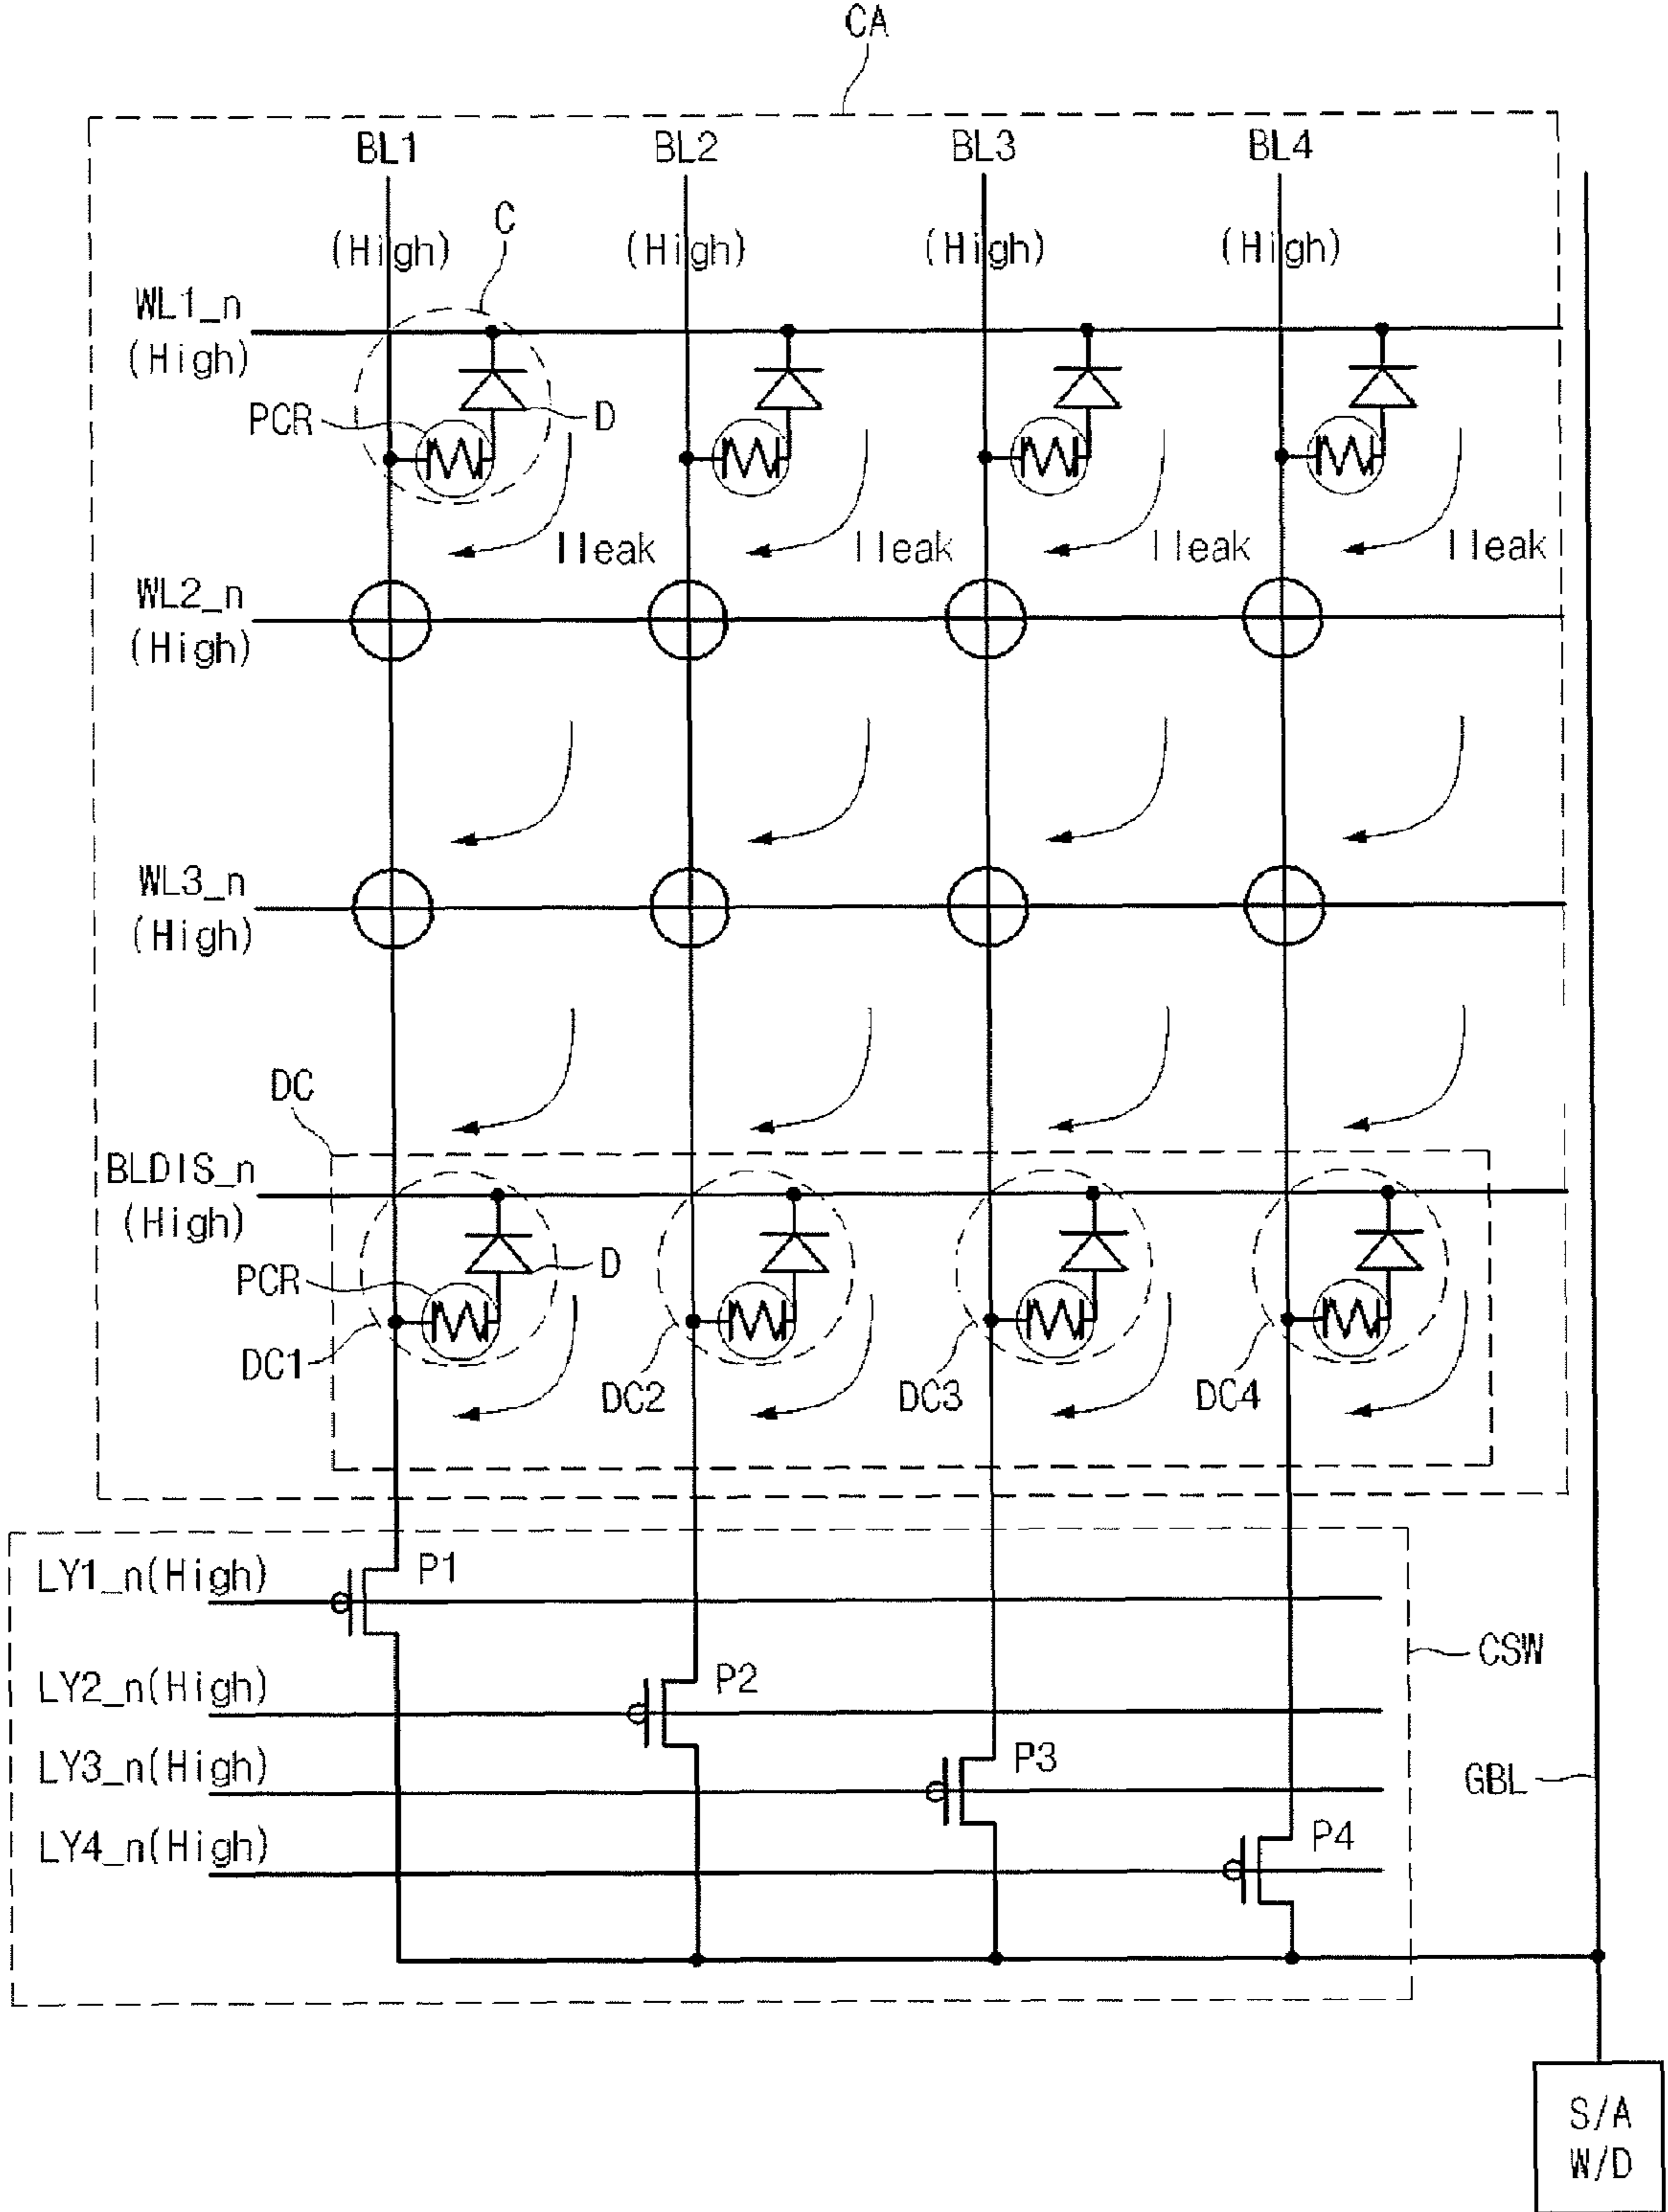 CA
BL1 BL2 BL3 BL4
C
(High) (High) (High) (High)
WL1_n
(High)
PCR D
Ileak Ileak Ileak Ileak
WL2_n
(High)
WL3_n
(High)
DC
BLDIS_n
(High)
PCR D
DC1 DC2 DC3 DC4
LY1_n(High) P1
CSW
LY2_n(High) P2
LY3_n(High) P3
GBL
LY4_n(High) P4
S/A
W/D